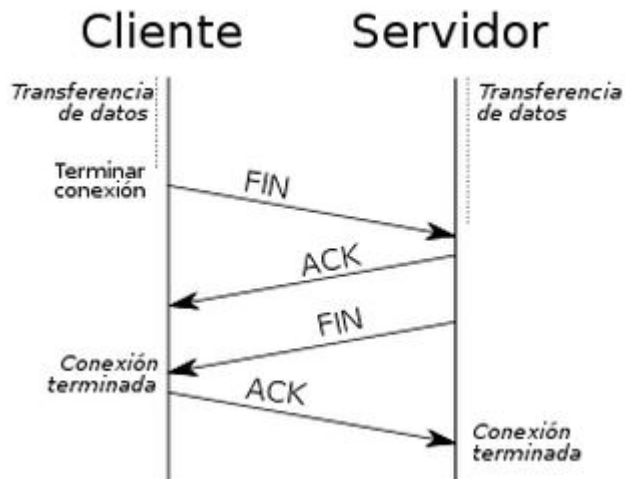 Cliente
Servidor
Transferencia
de datos
Transferencia
de datos
Terminar
conexión
FIN
ACK
FIN
Conexión
terminada
ACK
Conexión
terminada